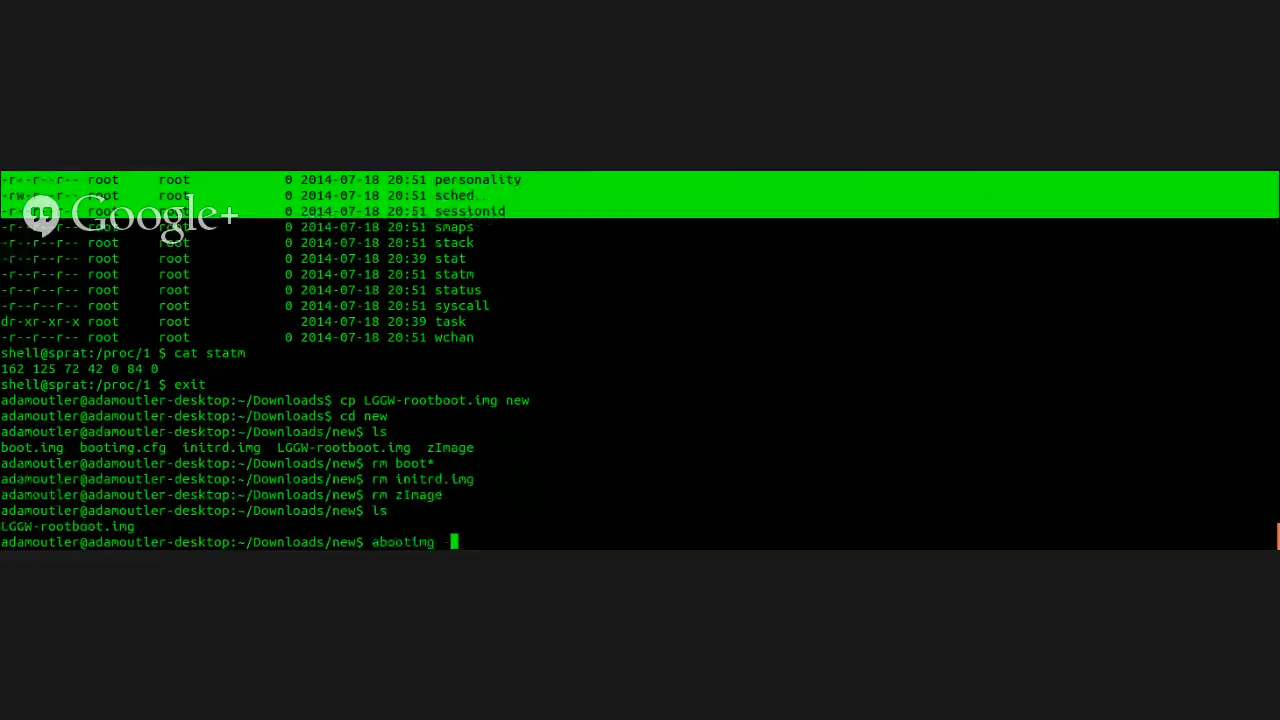 -r--r--r-- root     root            0 2014-07-18 20:51 personality
-rw-r--r-- root     root            0 2014-07-18 20:51 sched
-r--r--r-- root     root            0 2014-07-18 20:51 sessionid
Google+
-r--r--r-- root     root            0 2014-07-18 20:51 smaps
-r--r--r-- root     root            0 2014-07-18 20:51 stack
-r--r--r-- root     root            0 2014-07-18 20:39 stat
-r--r--r-- root     root            0 2014-07-18 20:51 statm
-r--r--r-- root     root            0 2014-07-18 20:51 status
-r--r--r-- root     root            0 2014-07-18 20:51 syscall
dr-xr-xr-x root     root              2014-07-18 20:39 task
-r--r--r-- root     root            0 2014-07-18 20:51 wchan
shell@sprat:/proc/1 $ cat statm
162 125 72 42 0 84 0
shell@sprat:/proc/1 $ exit
adamoutler@adamoutler-desktop:~/Downloads$ cp LGGW-rootboot.img new
adamoutler@adamoutler-desktop:~/Downloads$ cd new
adamoutler@adamoutler-desktop:~/Downloads/new$ ls
boot.img  bootimg.cfg  initrd.img  LGGW-rootboot.img  zImage
adamoutler@adamoutler-desktop:~/Downloads/new$ rm boot*
adamoutler@adamoutler-desktop:~/Downloads/new$ rm initrd.img
adamoutler@adamoutler-desktop:~/Downloads/new$ rm zImage
adamoutler@adamoutler-desktop:~/Downloads/new$ ls
LGGW-rootboot.img
adamoutler@adamoutler-desktop:~/Downloads/new$ abootimg -